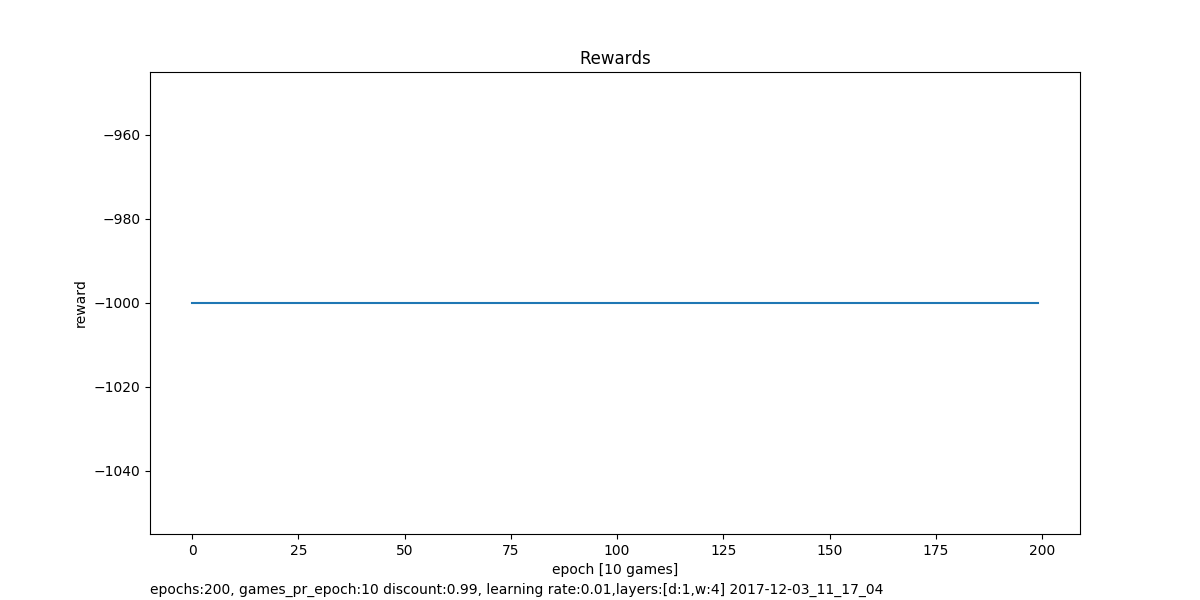 Rewards
−960
−980
−1000
−1020
−1040
reward
0 25 50 75 100 125 150 175 200
epoch [10 games]
epochs:200, games_pr_epoch:10 discount:0.99, learning rate:0.01,layers:[d:1,w:4] 2017-12-03_11_17_04